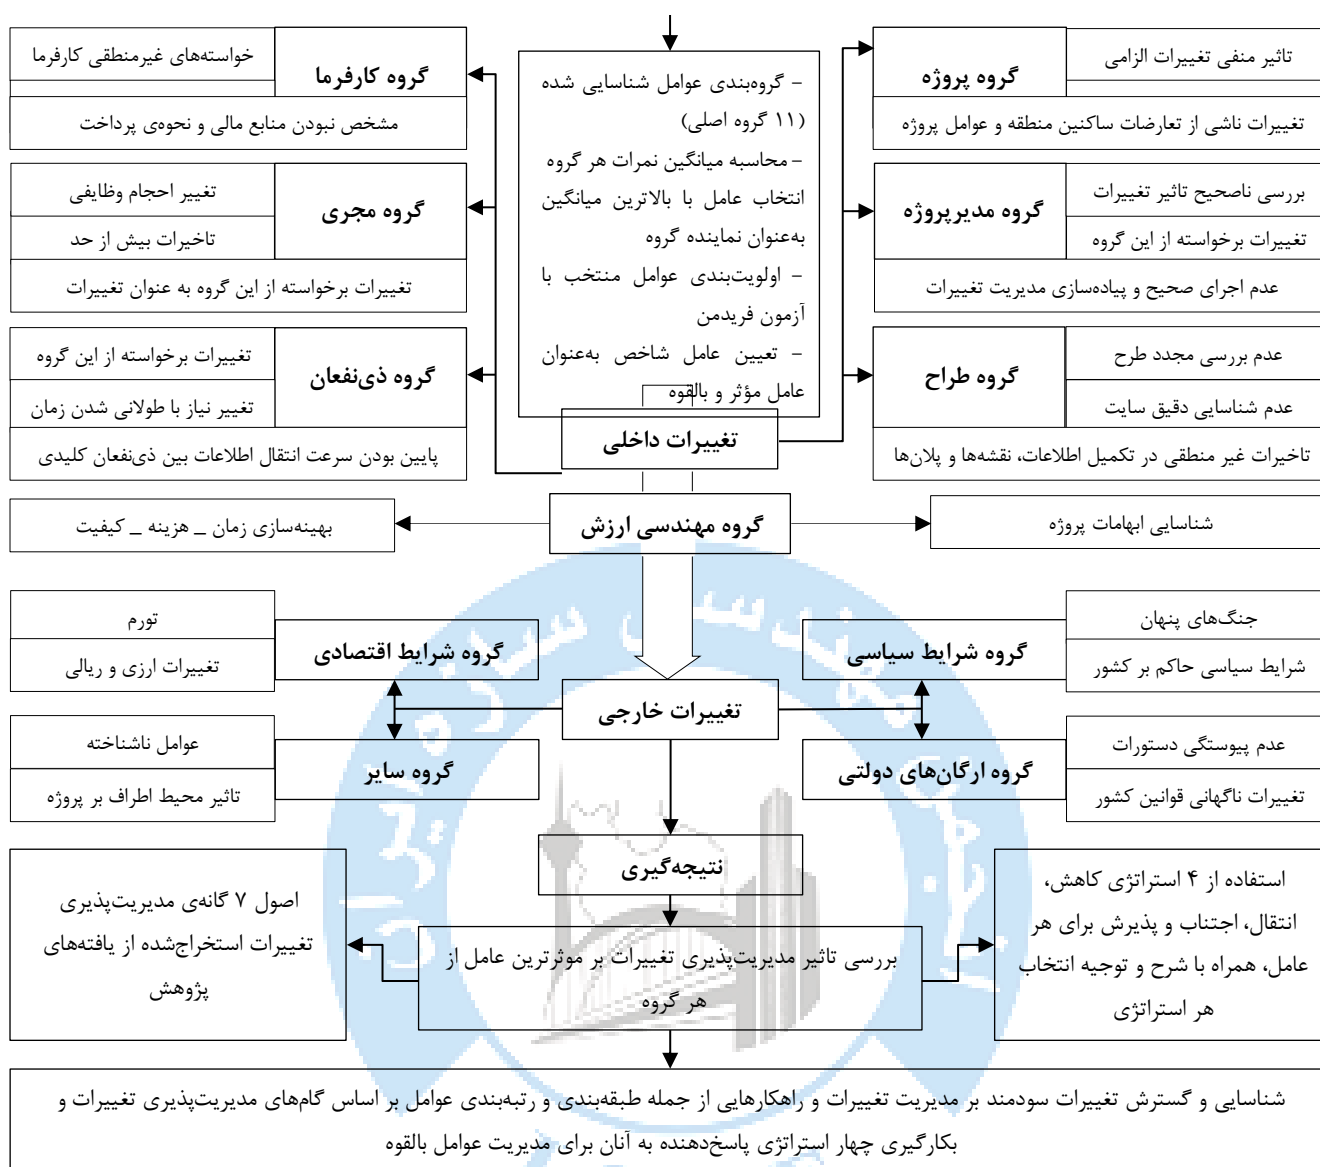 – گروه‌بندی عوامل شناسایی شده
(۱۱ گروه اصلی)
– محاسبه میانگین نمرات هر گروه
انتخاب عامل با بالاترین میانگین
به‌عنوان نماینده گروه
– اولویت‌بندی عوامل منتخب با
آزمون فریدمن
– تعیین عامل شاخص به‌عنوان
عامل مؤثر و بالقوه
گروه پروژه
تاثیر منفی تغییرات الزامی
تغییرات ناشی از تعارضات ساکنین منطقه و عوامل پروژه
گروه مدیرپروژه
بررسی ناصحیح تاثیر تغییرات
تغییرات برخواسته از این گروه
عدم اجرای صحیح و پیاده‌سازی مدیریت تغییرات
گروه طراح
عدم بررسی مجدد طرح
عدم شناسایی دقیق سایت
تاخیرات غیر منطقی در تکمیل اطلاعات، نقشه‌ها و پلان‌ها
گروه کارفرما
خواسته‌های غیرمنطقی کارفرما
مشخص نبودن منابع مالی و نحوه‌ی پرداخت
گروه مجری
تغییر احجام وظایفی
تاخیرات بیش از حد
تغییرات برخواسته از این گروه به عنوان تغییرات
گروه ذی‌نفعان
تغییرات برخواسته از این گروه
تغییر نیاز با طولانی شدن زمان
پایین بودن سرعت انتقال اطلاعات بین ذی‌نفعان کلیدی
تغییرات داخلی
شناسایی ابهامات پروژه
گروه مهندسی ارزش
بهینه‌سازی زمان _ هزینه _ کیفیت
جنگ‌های پنهان
شرایط سیاسی حاکم بر کشور
گروه شرایط سیاسی
گروه شرایط اقتصادی
تورم
تغییرات ارزی و ریالی
تغییرات خارجی
عدم پیوستگی دستورات
تغییرات ناگهانی قوانین کشور
گروه ارگان‌های دولتی
گروه سایر
عوامل ناشناخته
تاثیر محیط اطراف بر پروژه
نتیجه‌گیری
استفاده از ۴ استراتژی کاهش،
انتقال، اجتناب و پذیرش برای هر
عامل، همراه با شرح و توجیه انتخاب
هر استراتژی
بررسی تاثیر مدیریت‌پذیری تغییرات بر موثرترین عامل از
هر گروه
اصول ۷ گانه‌ی مدیریت‌پذیری
تغییرات استخراج‌شده از یافته‌های
پژوهش
شناسایی و گسترش تغییرات سودمند بر مدیریت تغییرات و راهکارهایی از جمله طبقه‌بندی و رتبه‌بندی عوامل بر اساس گام‌های مدیریت‌پذیری تغییرات و
بکارگیری چهار استراتژی پاسخ‌دهنده به آنان برای مدیریت عوامل بالقوه
انجمن مهندسی سازه ایران